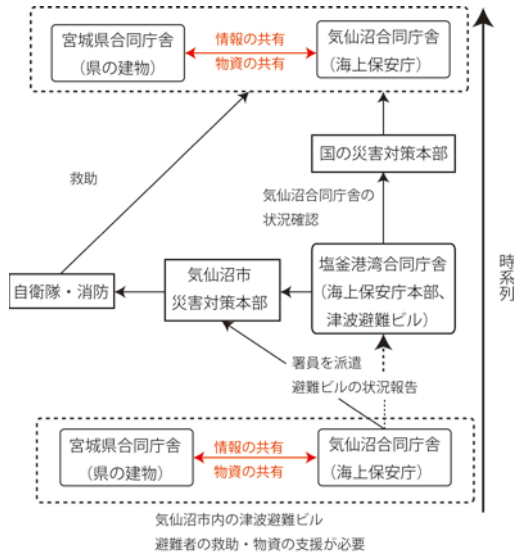 宮城県合同庁舎
(県の建物)
情報の共有
物資の共有
気仙沼合同庁舎
(海上保安庁)
国の災害対策本部
救助
気仙沼合同庁舎の
状況確認
時系列
自衛隊・消防
気仙沼市
災害対策本部
塩釜港湾合同庁舎
(海上保安庁本部、
津波避難ビル)
署員を派遣
避難ビルの状況報告
宮城県合同庁舎
(県の建物)
情報の共有
物資の共有
気仙沼合同庁舎
(海上保安庁)
気仙沼市内の津波避難ビル
避難者の救助・物資の支援が必要